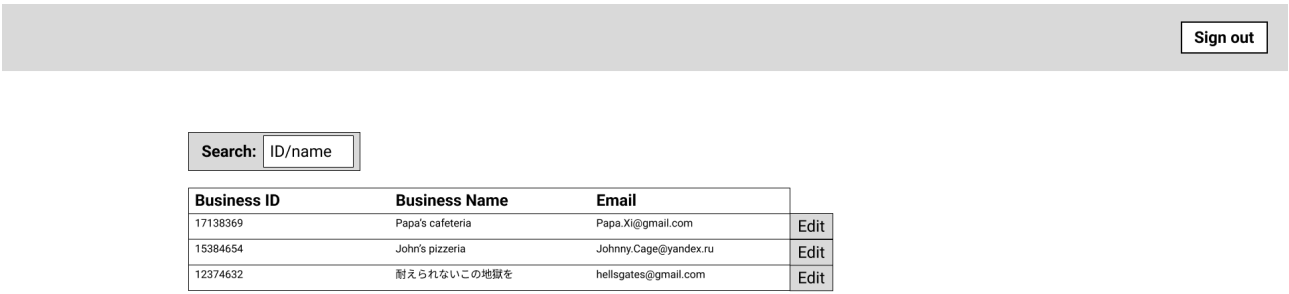 Sign out
Search: ID/name
Business ID Business Name Email
17138369 Papa's cafeteria Papa.Xi@gmail.com Edit
15384654 John's pizzeria Johnny.Cage@yandex.ru Edit
12374632 耐えられないこの地獄を hellsgates@gmail.com Edit